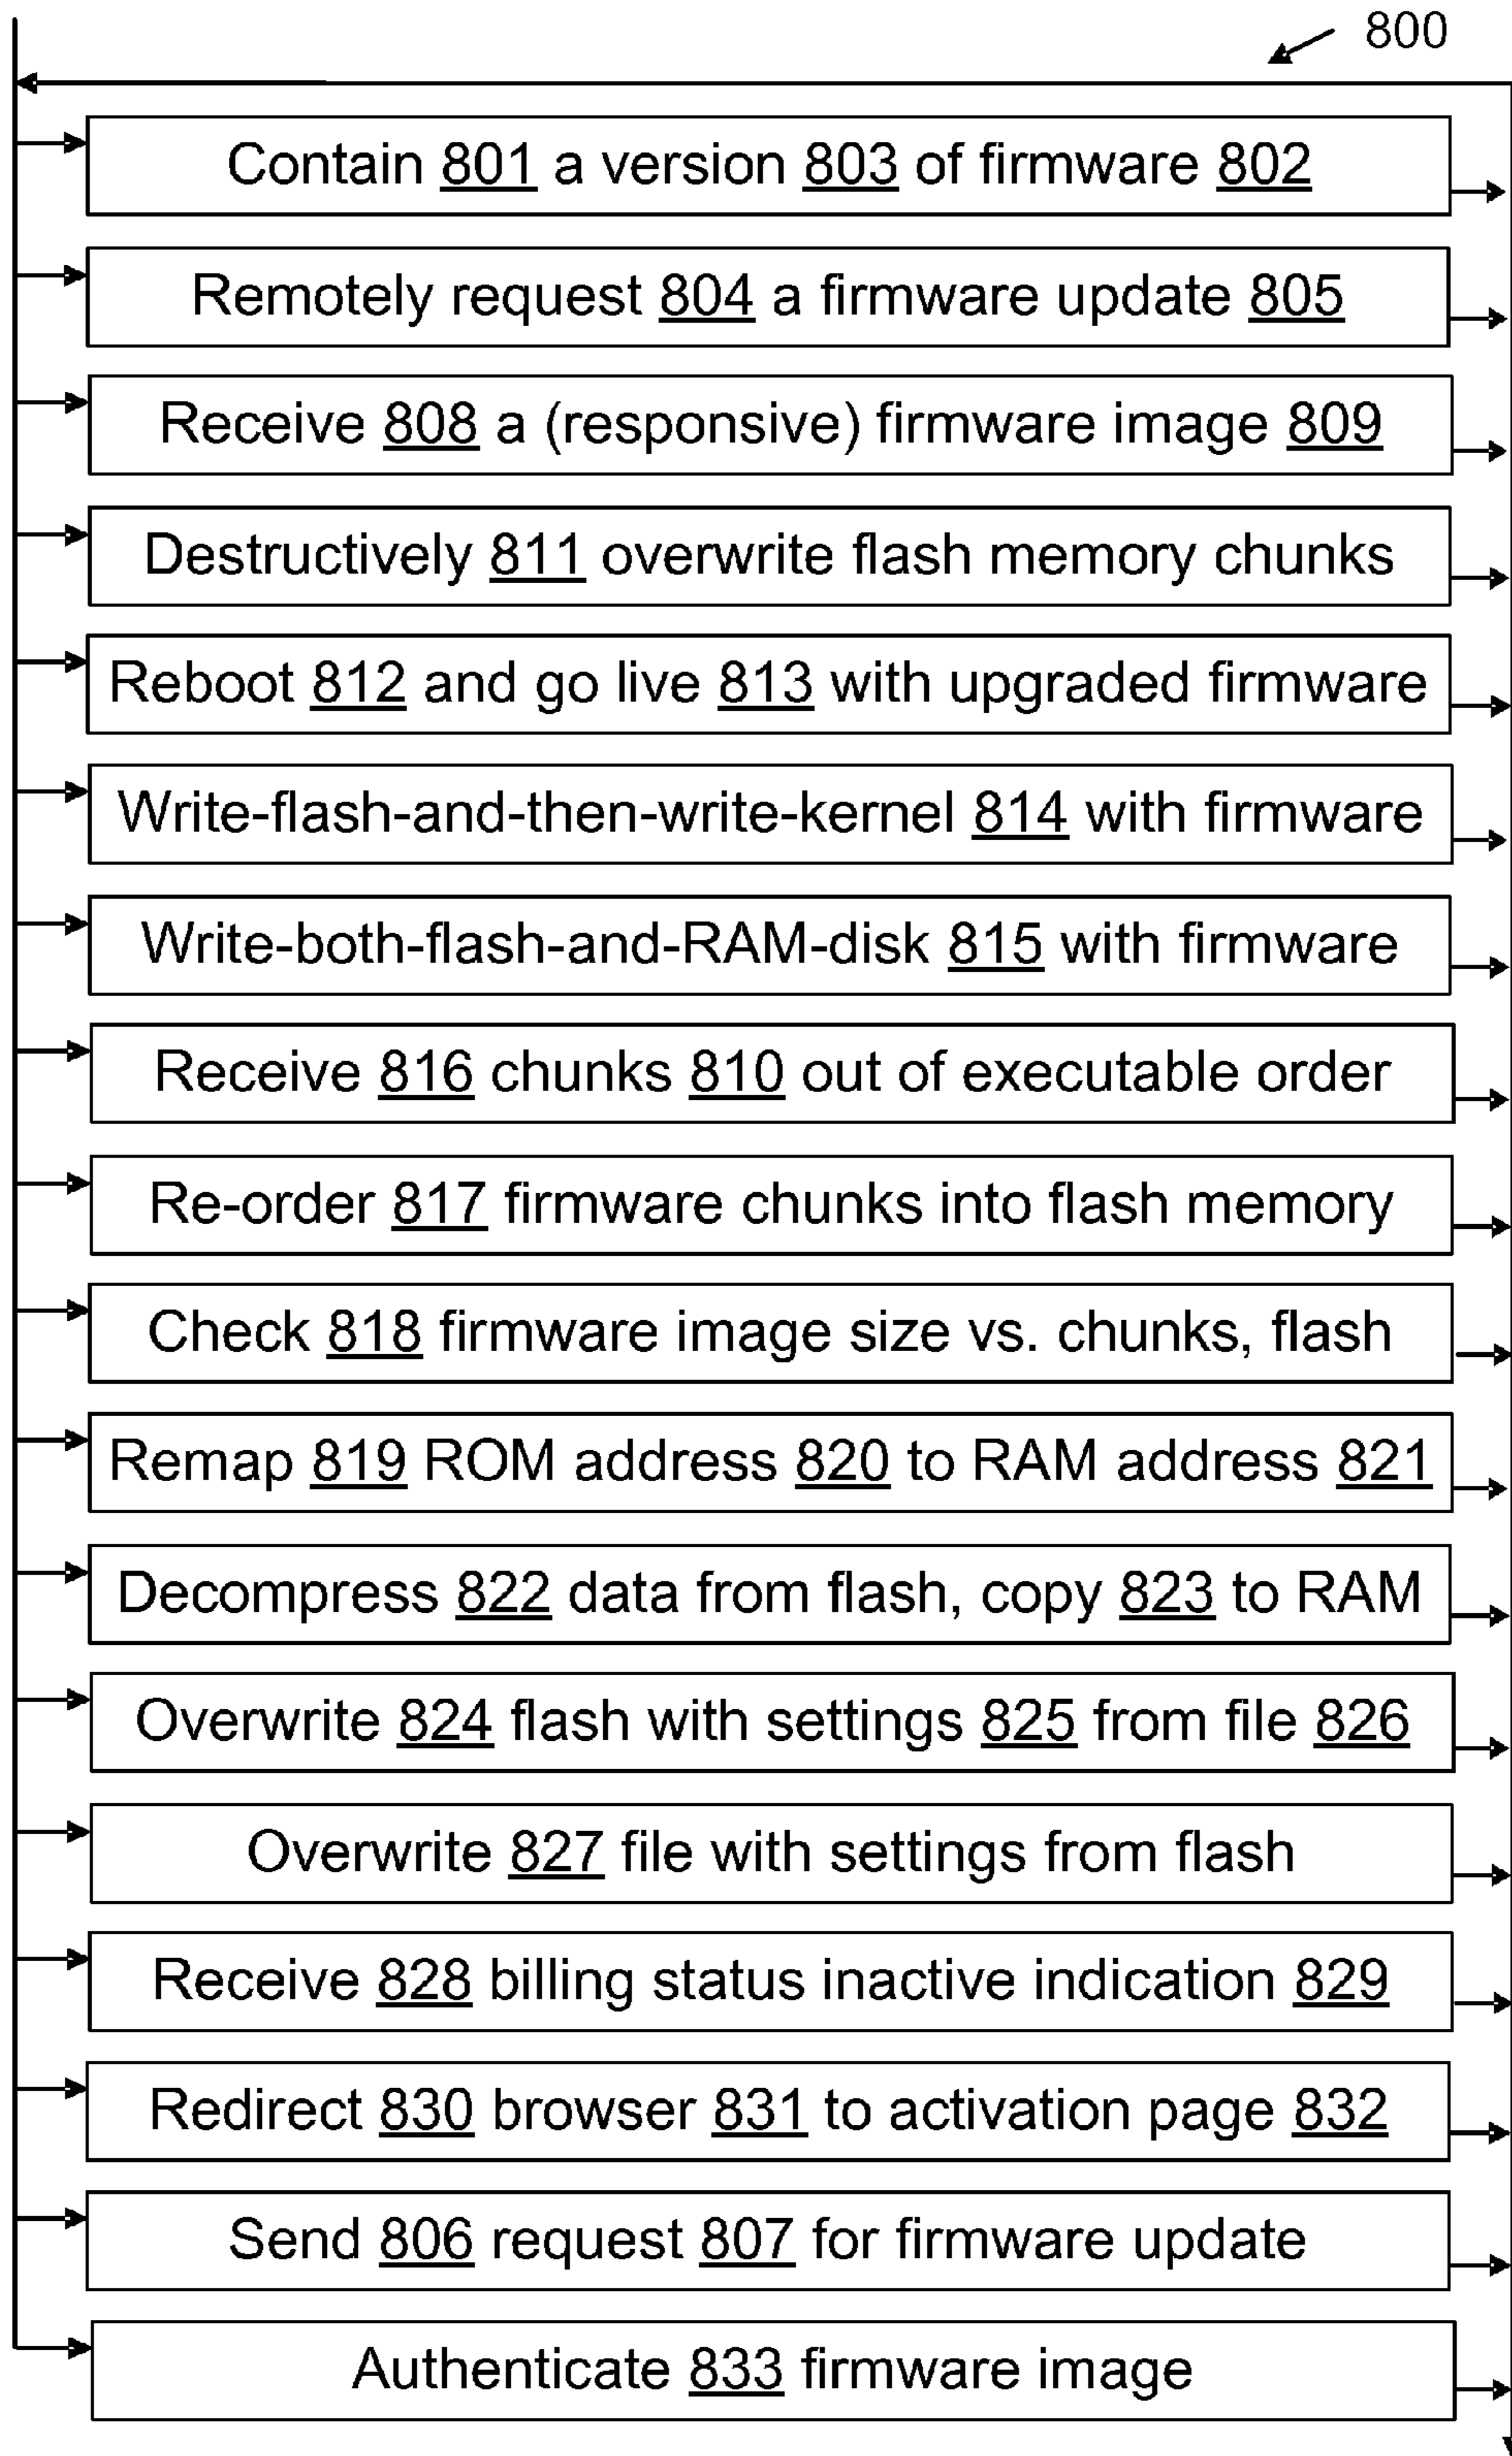 800
Contain 801 a version 803 of firmware 802
Remotely request 804 a firmware update 805
Receive 808 a (responsive) firmware image 809
Destructively 811 overwrite flash memory chunks
Reboot 812 and go live 813 with upgraded firmware
Write-flash-and-then-write-kernel 814 with firmware
Write-both-flash-and-RAM-disk 815 with firmware
Receive 816 chunks 810 out of executable order
Re-order 817 firmware chunks into flash memory
Check 818 firmware image size vs. chunks, flash
Remap 819 ROM address 820 to RAM address 821
Decompress 822 data from flash, copy 823 to RAM
Overwrite 824 flash with settings 825 from file 826
Overwrite 827 file with settings from flash
Receive 828 billing status inactive indication 829
Redirect 830 browser 831 to activation page 832
Send 806 request 807 for firmware update
Authenticate 833 firmware image